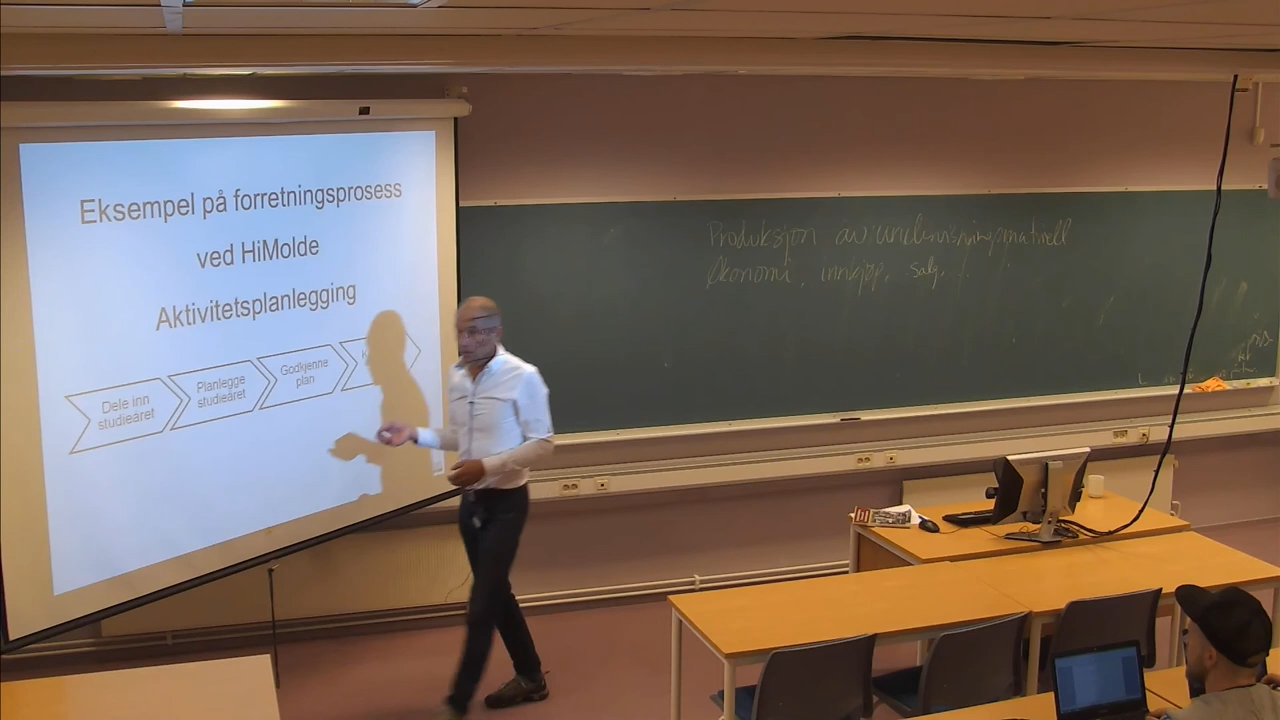 Eksempel på forretningsprosess
ved HiMolde
Aktivitetsplanlegging
Dele inn
studieåret
Planlegge
studieåret
Godkjenne
plan
Produksjon av undervisningsmateriell
Økonomi, innkjøp, salg, . .